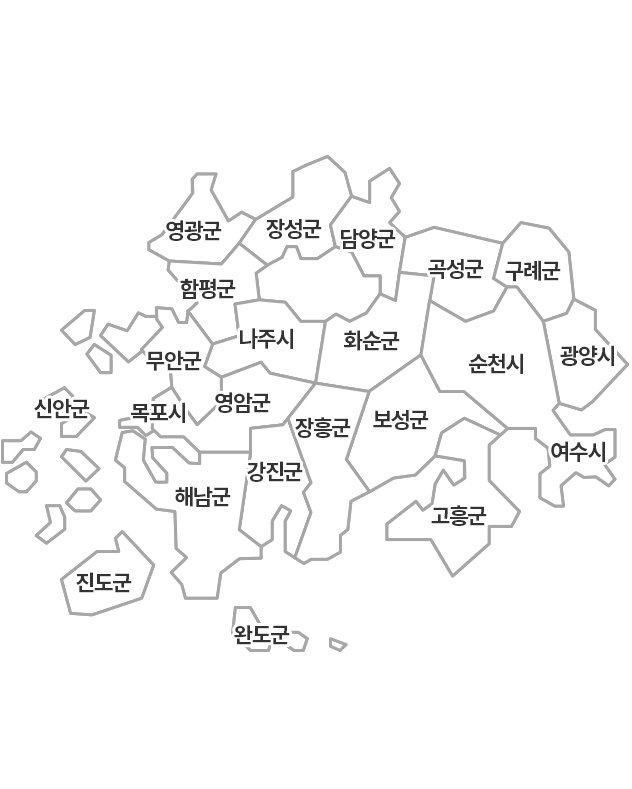 영광군
장성군
담양군
곡성군
구례군
함평군
나주시
화순군
무안군
순천시
광양시
신안군
목포시
영암군
장흥군
보성군
여수시
강진군
해남군
고흥군
진도군
완도군